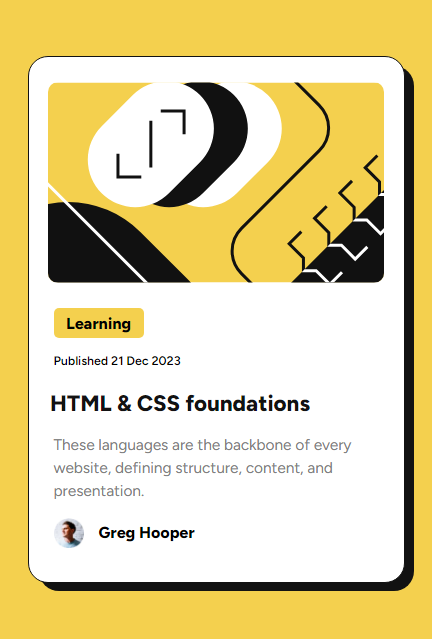 Learning
Published 21 Dec 2023
HTML & CSS foundations
These languages are the backbone of every
website, defining structure, content, and
presentation.
Greg Hooper